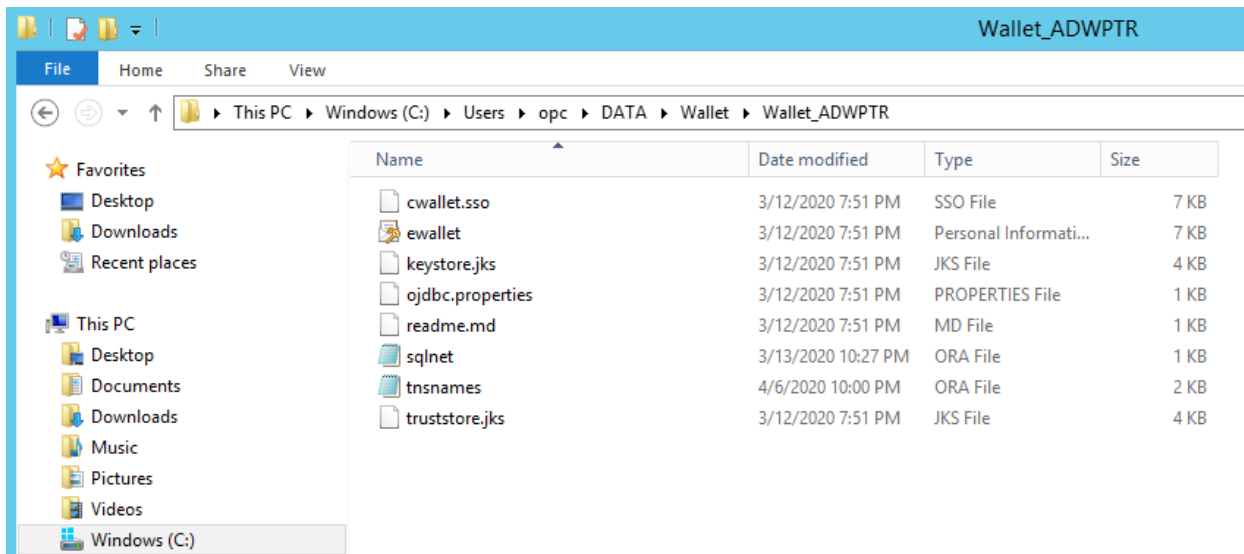 Wallet_ADWPTR
File Home Share View
This PC Windows (C:) Users opc DATA Wallet Wallet_ADWPTR
Favorites
Desktop
Downloads
Recent places
This PC
Desktop
Documents
Downloads
Music
Pictures
Videos
Windows (C:)
Name Date modified Type Size
cwallet.sso 3/12/2020 7:51 PM SSO File 7 KB
ewallet 3/12/2020 7:51 PM Personal Informati... 7 KB
keystore.jks 3/12/2020 7:51 PM JKS File 4 KB
ojdbc.properties 3/12/2020 7:51 PM PROPERTIES File 1 KB
readme.md 3/12/2020 7:51 PM MD File 1 KB
sqlnet 3/13/2020 10:27 PM ORA File 1 KB
tnsnames 4/6/2020 10:00 PM ORA File 2 KB
truststore.jks 3/12/2020 7:51 PM JKS File 4 KB